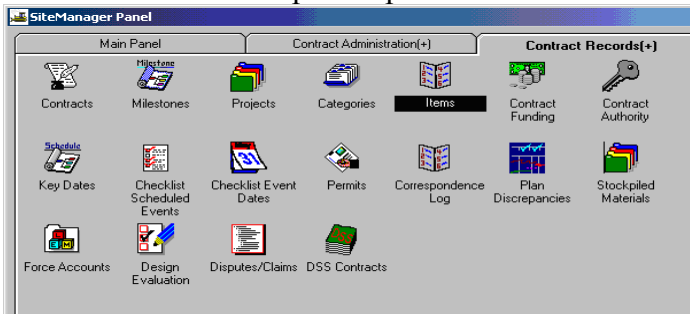 SiteManager Panel
Main Panel
Contract Administration(+)
Contract Records(+)
Milestone
Contracts
Milestones
Projects
Categories
Items
Contract
Funding
Contract
Authority
Schedule
31
Key Dates
Checklist
Scheduled
Events
Checklist Event
Dates
Permits
Correspondence
Log
Plan
Discrepancies
Stockpiled
Materials
Force Accounts
Design
Evaluation
Disputes/Claims
DSS Contracts